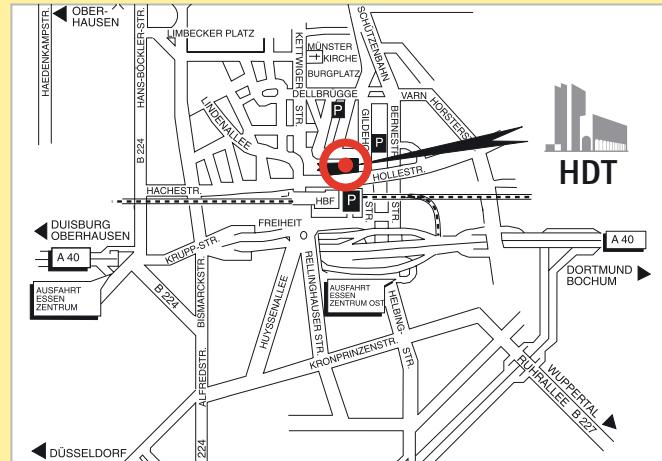 OBER-
HAUSEN
HAEDENKAMPSTR.
HANS-BÖCKLER-STR.
B 224
LIMBECKER PLATZ
KETTWIGER
STR.
MÜNSTER
KIRCHE
BURGPLATZ
SCHÜTZENBAHN
DELLBRÜGGE
VARN
HORSTERS
LINDENALLEE
P
GILDEHO
STR.
P
BERNESTR.
STR.
HDT
HOLLESTR.
HACHESTR.
HBF
P
FREIHEIT
DUISBURG
OBERHAUSEN
A 40
AUSFAHRT
ESSEN
ZENTRUM
KRUPP-STR.
B 224
BISMARCKSTR.
HUYSSENALLEE
RELLINGHAUSER STR.
AUSFAHRT
ESSEN
ZENTRUM OST
HELBING-
STR.
A 40
DORTMUND
BOCHUM
KRONPRINZENSTR.
ALFREDSTR.
224
WUPPERTAL
RUHRALLEE B 227
DÜSSELDORF